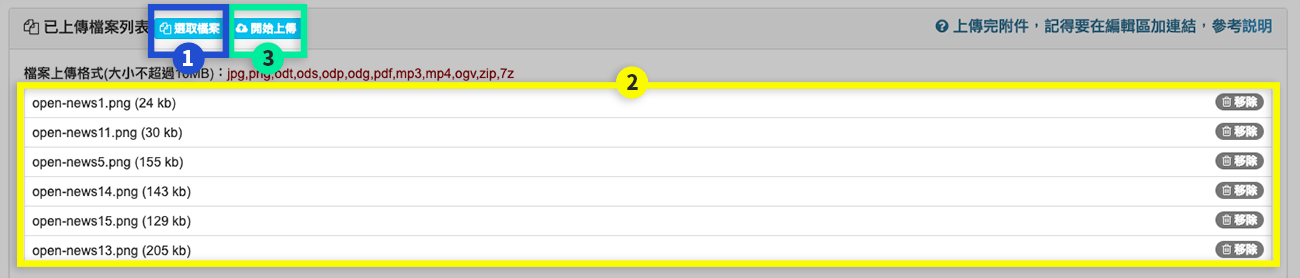 已上傳檔案列表 選取檔案 開始上傳 上傳完附件，記得要在編輯區加連結，參考說明
1 3
檔案上傳格式(大小不超過10MB)：jpg,png,odt,ods,odp,odg,pdf,mp3,mp4,ogv,zip,7z
2
open-news1.png (24 kb) 移除
open-news11.png (30 kb) 移除
open-news5.png (155 kb) 移除
open-news14.png (143 kb) 移除
open-news15.png (129 kb) 移除
open-news13.png (205 kb) 移除